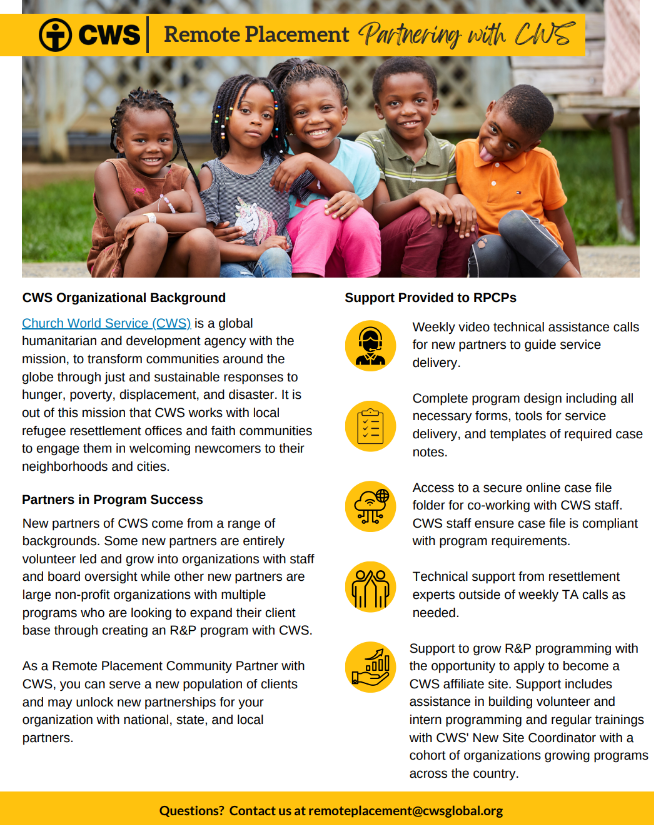 CWS | Remote Placement Partnering with CWS
CWS Organizational Background
Church World Service (CWS) is a global
humanitarian and development agency with the
mission, to transform communities around the
globe through just and sustainable responses to
hunger, poverty, displacement, and disaster. It is
out of this mission that CWS works with local
refugee resettlement offices and faith communities
to engage them in welcoming newcomers to their
neighborhoods and cities.
Partners in Program Success
New partners of CWS come from a range of
backgrounds. Some new partners are entirely
volunteer led and grow into organizations with staff
and board oversight while other new partners are
large non-profit organizations with multiple
programs who are looking to expand their client
base through creating an R&P program with CWS.
As a Remote Placement Community Partner with
CWS, you can serve a new population of clients
and may unlock new partnerships for your
organization with national, state, and local
partners.
Support Provided to RPCPs
Weekly video technical assistance calls
for new partners to guide service
delivery.
Complete program design including all
necessary forms, tools for service
delivery, and templates of required case
notes.
Access to a secure online case file
folder for co-working with CWS staff.
CWS staff ensure case file is compliant
with program requirements.
Technical support from resettlement
experts outside of weekly TA calls as
needed.
Support to grow R&P programming with
the opportunity to apply to become a
CWS affiliate site. Support includes
assistance in building volunteer and
intern programming and regular trainings
with CWS' New Site Coordinator with a
cohort of organizations growing programs
across the country.
Questions? Contact us at remoteplacement@cwsglobal.org